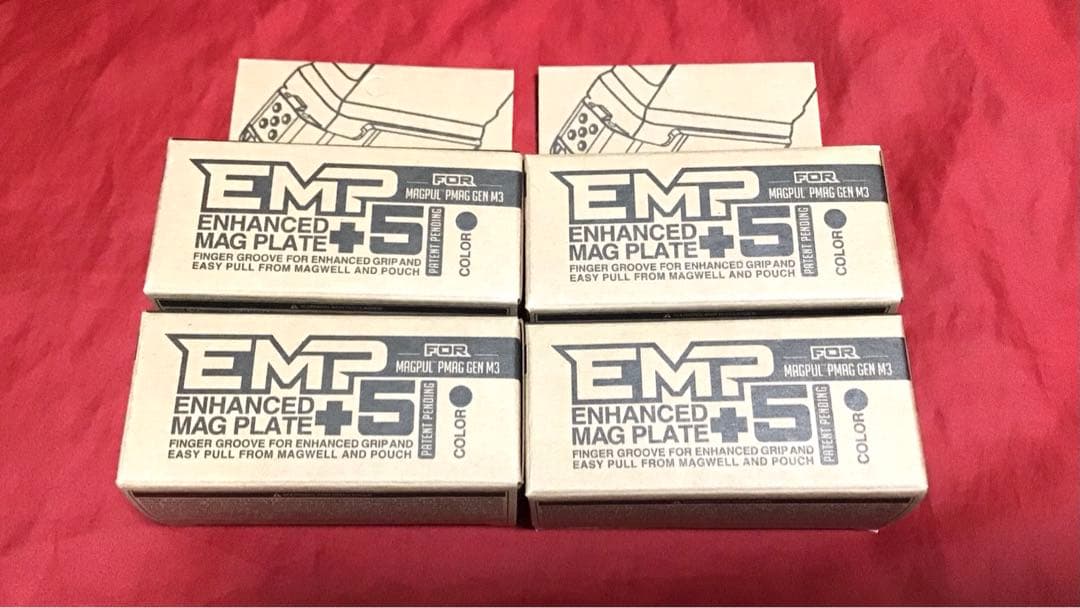 EMP
FOR
MAGPUL PMAG GEN M3
ENHANCED
MAG PLATE
+5
PATENT PENDING
COLOR
FINGER GROOVE FOR ENHANCED GRIP AND
EASY PULL FROM MAGWELL AND POUCH
EMP
FOR
MAGPUL PMAG GEN M3
ENHANCED
MAG PLATE
+5
PATENT PENDING
COLOR
FINGER GROOVE FOR ENHANCED GRIP AND
EASY PULL FROM MAGWELL AND POUCH
EMP
FOR
MAGPUL PMAG GEN M3
ENHANCED
MAG PLATE
+5
PATENT PENDING
COLOR
FINGER GROOVE FOR ENHANCED GRIP AND
EASY PULL FROM MAGWELL AND POUCH
EMP
FOR
MAGPUL PMAG GEN M3
ENHANCED
MAG PLATE
+5
PATENT PENDING
COLOR
FINGER GROOVE FOR ENHANCED GRIP AND
EASY PULL FROM MAGWELL AND POUCH